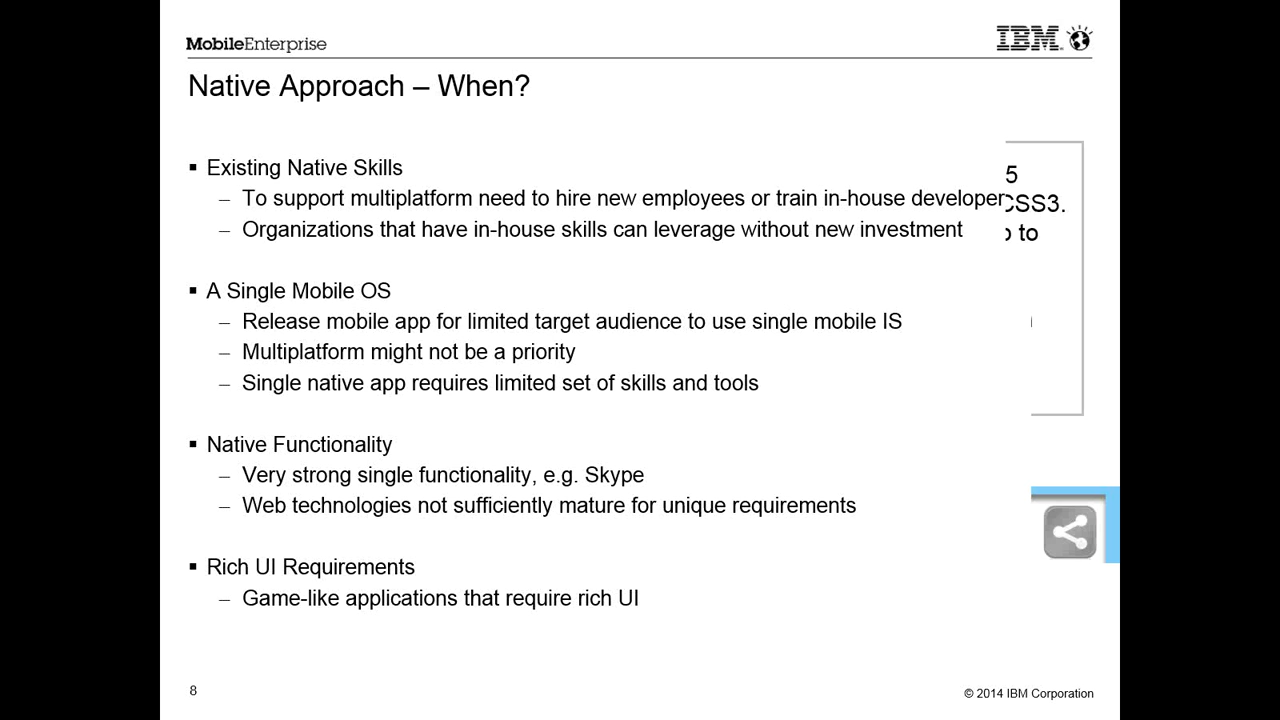 MobileEnterprise
IBM
Native Approach – When?
▪ Existing Native Skills
– To support multiplatform need to hire new employees or train in-house developer
– Organizations that have in-house skills can leverage without new investment
5
CSS3.
to
▪ A Single Mobile OS
– Release mobile app for limited target audience to use single mobile IS
– Multiplatform might not be a priority
– Single native app requires limited set of skills and tools
▪ Native Functionality
– Very strong single functionality, e.g. Skype
– Web technologies not sufficiently mature for unique requirements
▪ Rich UI Requirements
– Game-like applications that require rich UI
8
© 2014 IBM Corporation